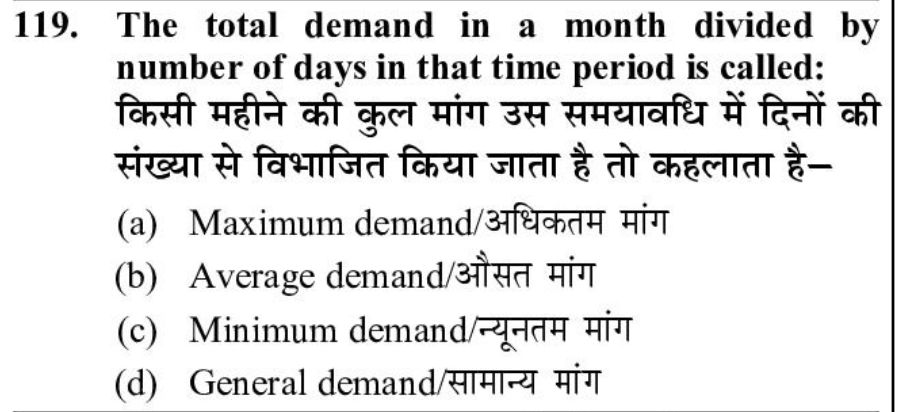 119. The total demand in a month divided by
number of days in that time period is called:
किसी महीने की कुल मांग उस समयावधि में दिनों की
संख्या से विभाजित किया जाता है तो कहलाता है–
(a) Maximum demand/अधिकतम मांग
(b) Average demand/औसत मांग
(c) Minimum demand/न्यूनतम मांग
(d) General demand/सामान्य मांग